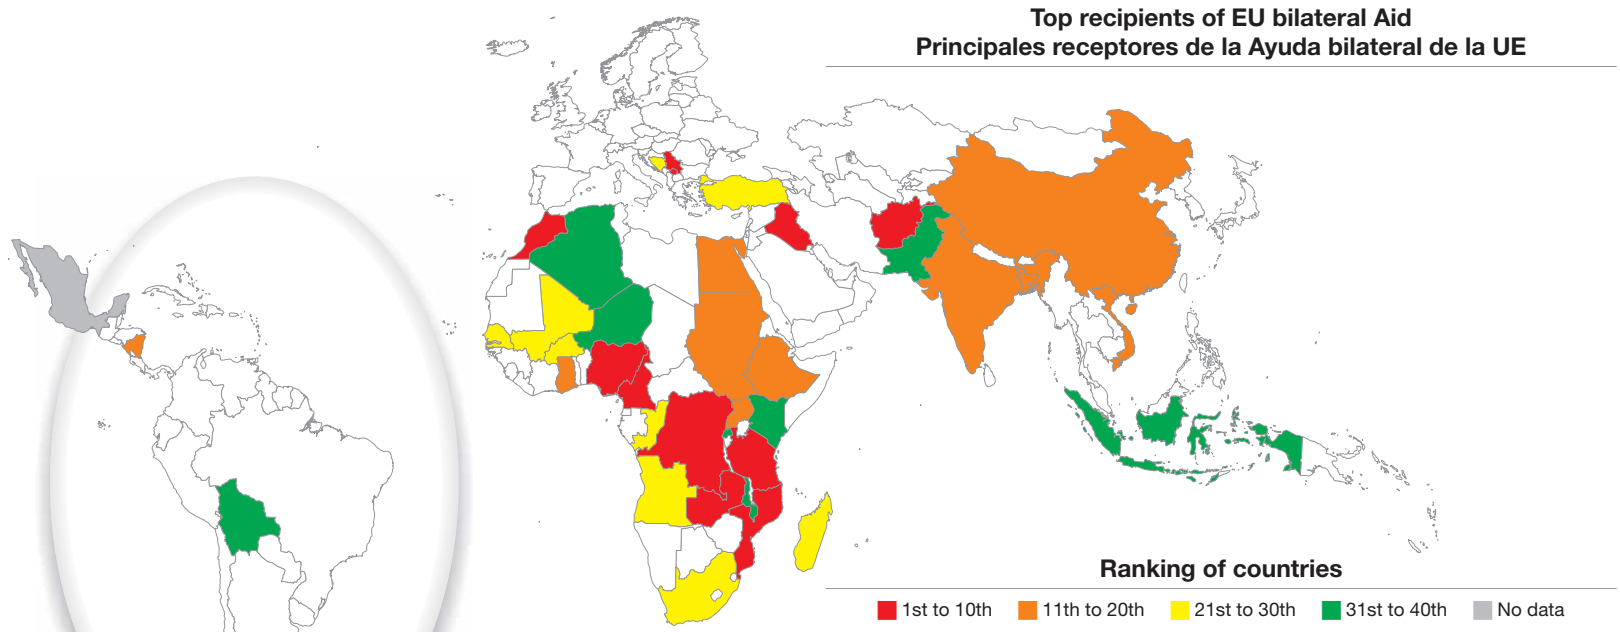 Top recipients of EU bilateral Aid
Principales receptores de la Ayuda bilateral de la UE
Ranking of countries
1st to 10th
11th to 20th
21st to 30th
31st to 40th
No data